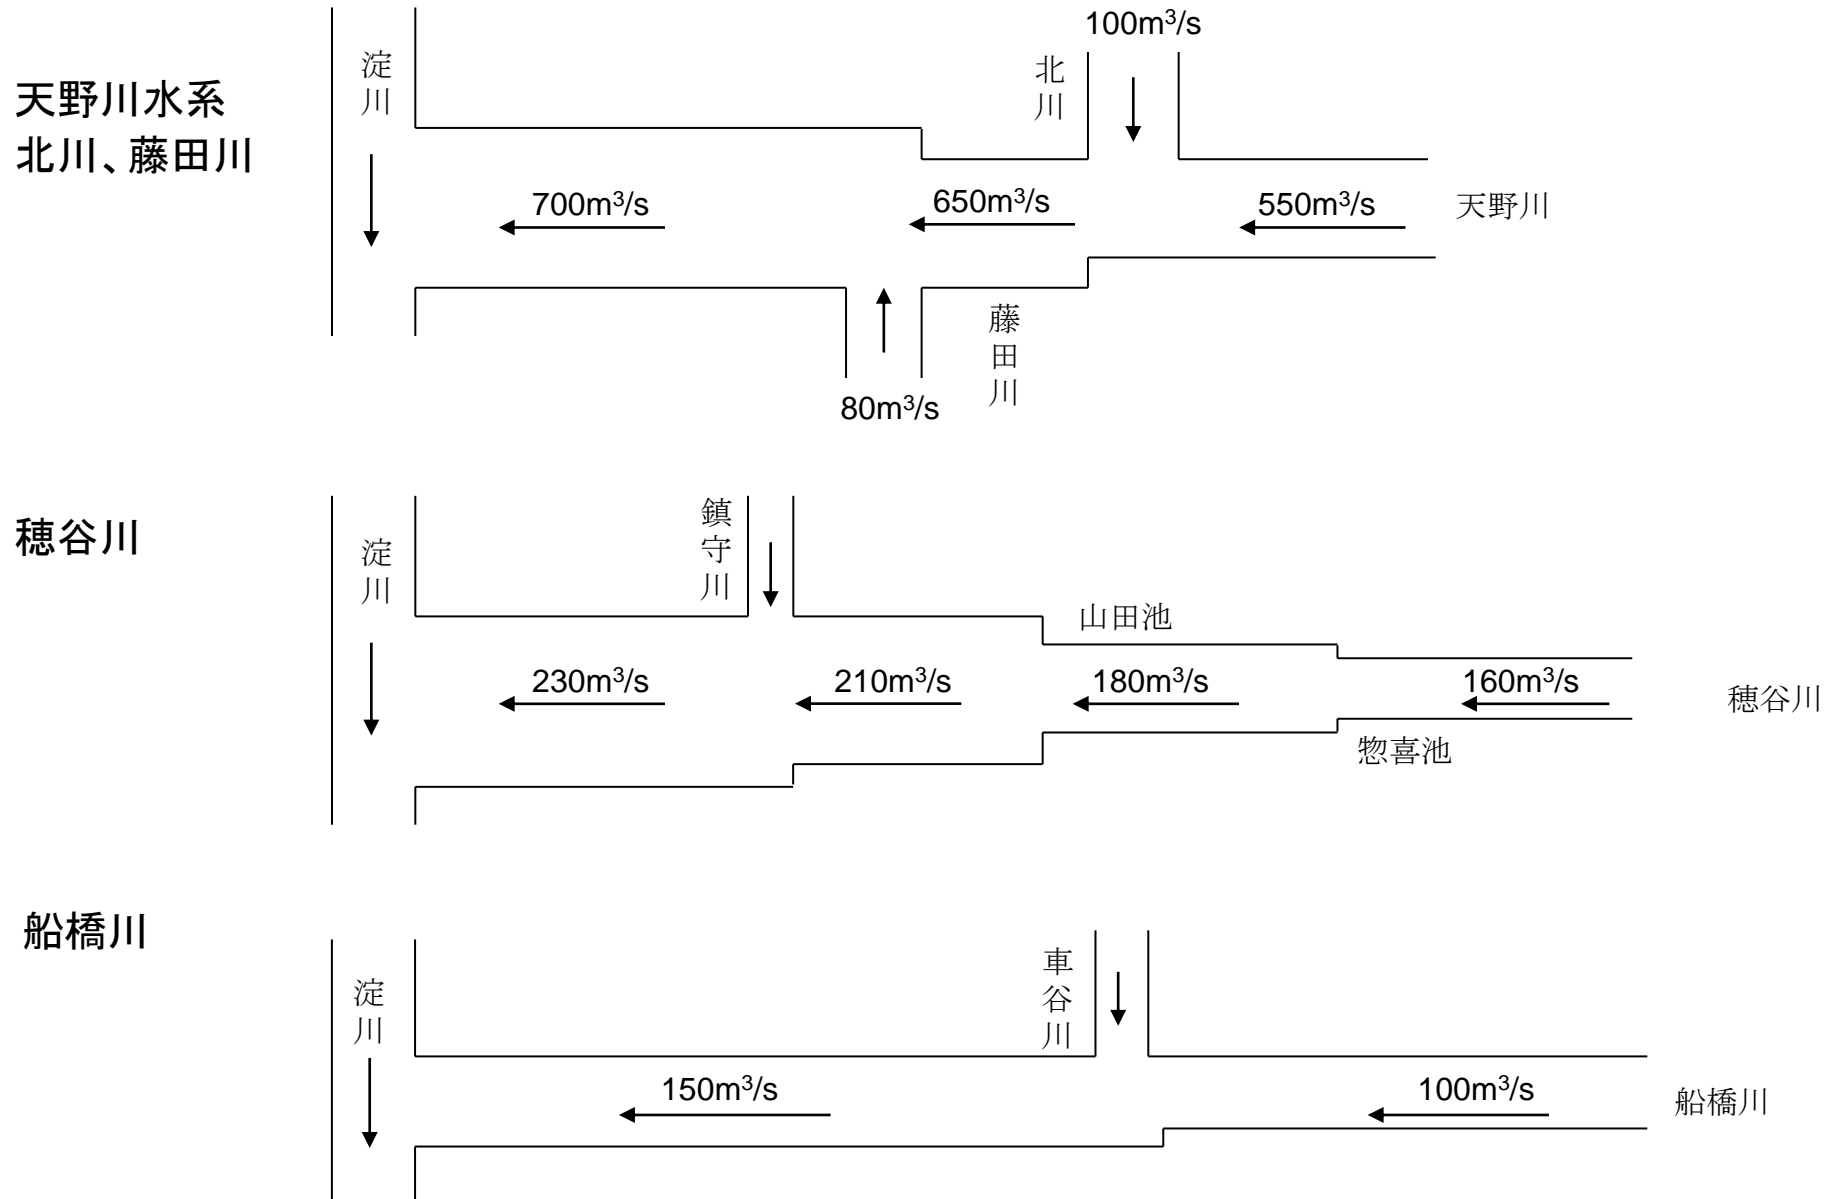 天野川水系
北川、藤田川
淀川
100m³/s
北川
700m³/s
650m³/s
550m³/s
天野川
藤田川
80m³/s
穂谷川
淀川
鎮守川
山田池
230m³/s
210m³/s
180m³/s
160m³/s
穂谷川
惣喜池
船橋川
淀川
車谷川
150m³/s
100m³/s
船橋川